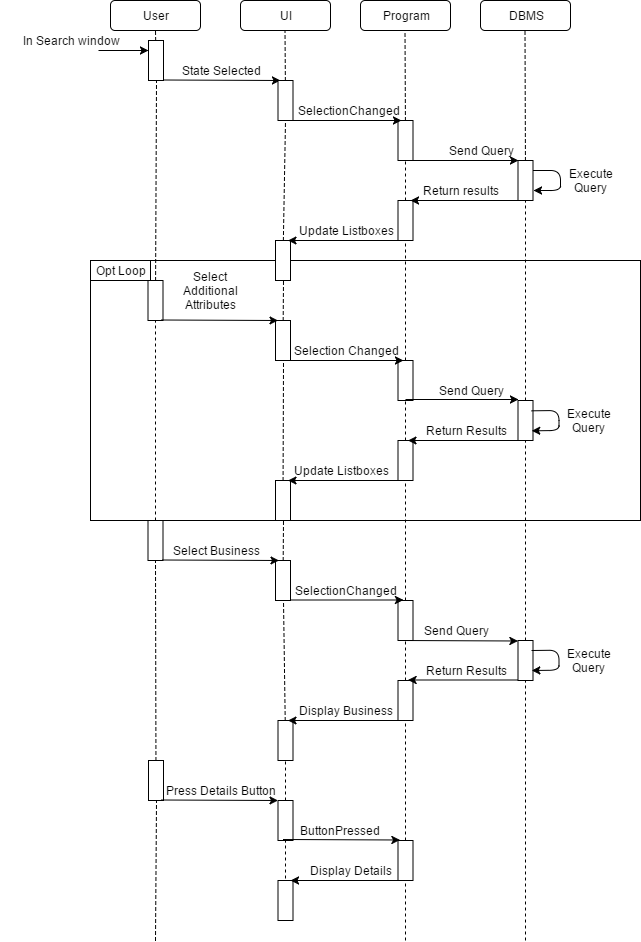 User
UI
Program
DBMS
In Search window
State Selected
SelectionChanged
Send Query
Execute
Query
Return results
Update Listboxes
Opt Loop
Select
Additional
Attributes
Selection Changed
Send Query
Execute
Query
Return Results
Update Listboxes
Select Business
SelectionChanged
Send Query
Execute
Query
Return Results
Display Business
Press Details Button
ButtonPressed
Display Details